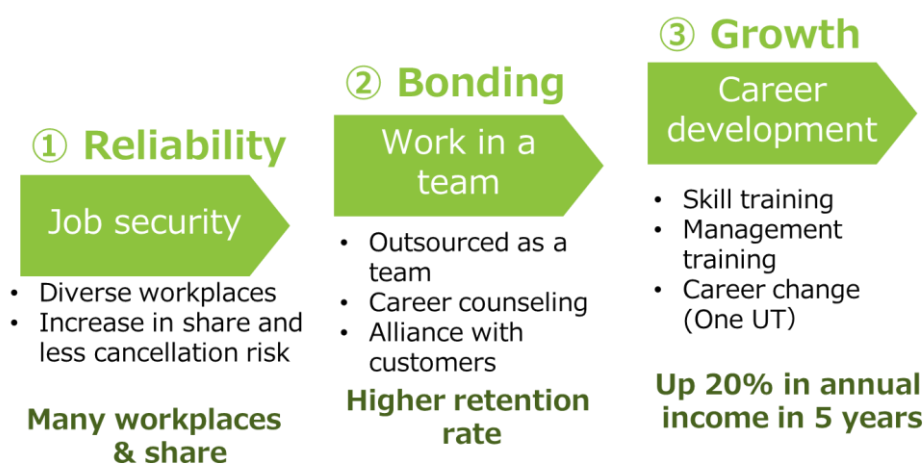 ① Reliability
Job security
• Diverse workplaces
• Increase in share and
less cancellation risk
Many workplaces
& share
② Bonding
Work in a
team
• Outsourced as a
team
• Career counseling
• Alliance with
customers
Higher retention
rate
③ Growth
Career
development
• Skill training
• Management
training
• Career change
(One UT）
Up 20% in annual
income in 5 years